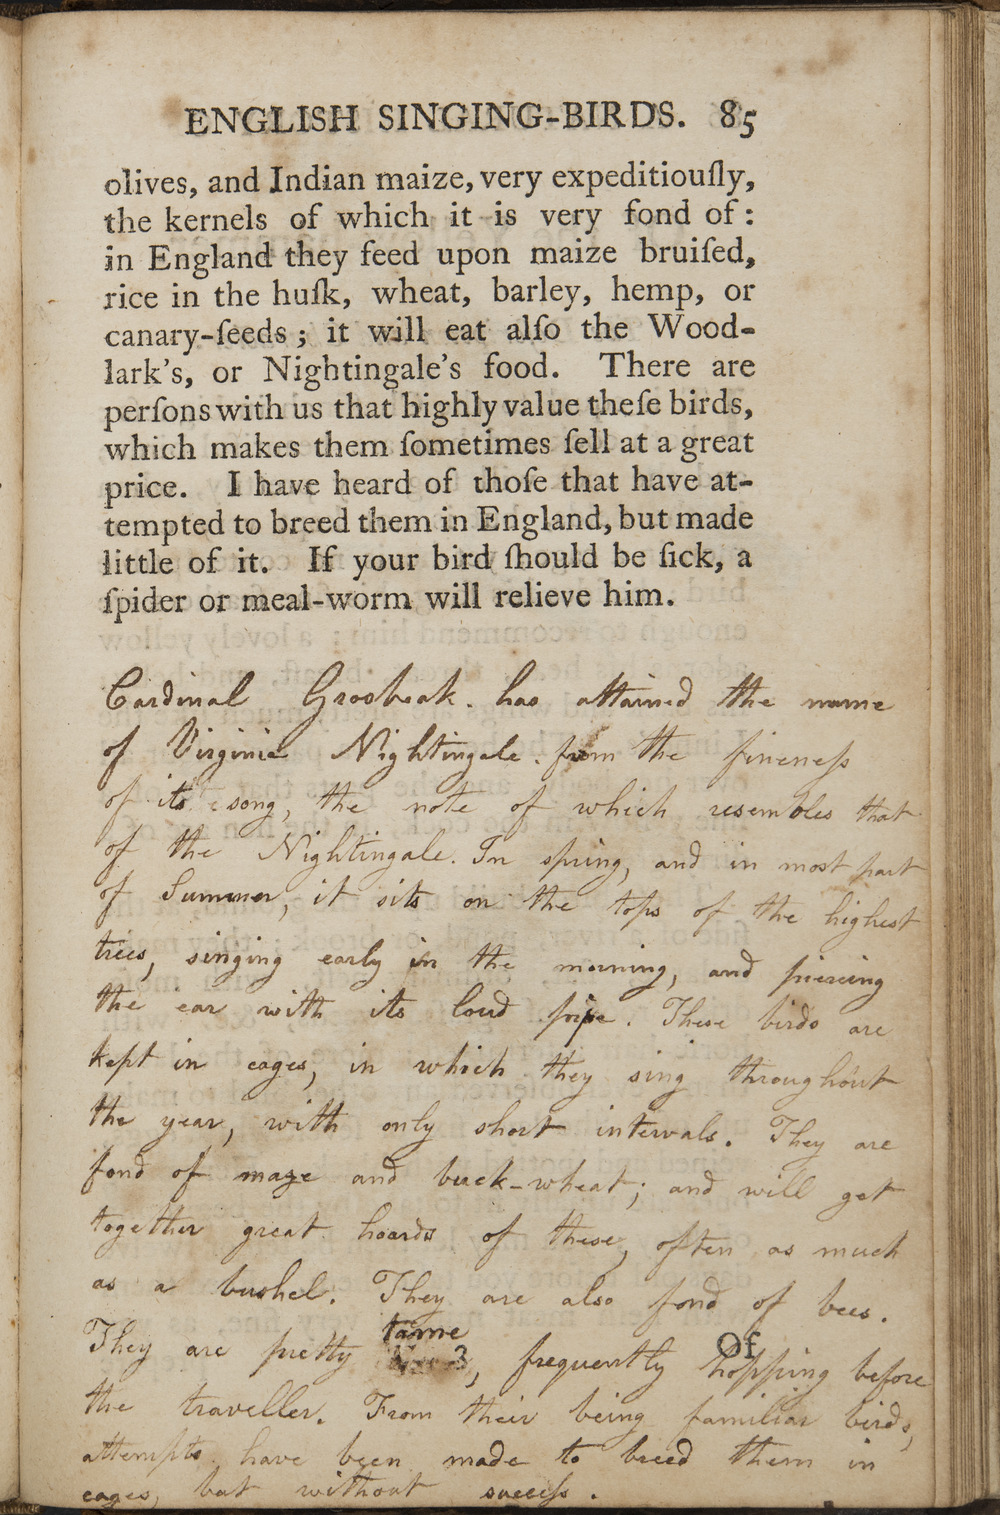 ENGLISH SINGING-BIRDS. 85
olives, and Indian maize, very expeditiouſly,
the kernels of which it is very fond of:
in England they feed upon maize bruiſed,
rice in the huſk, wheat, barley, hemp, or
canary-ſeeds; it will eat alſo the Wood-
lark's, or Nightingale's food. There are
perſons with us that highly value theſe birds,
which makes them ſometimes ſell at a great
price. I have heard of thoſe that have at-
tempted to breed them in England, but made
little of it. If your bird ſhould be ſick, a
ſpider or meal-worm will relieve him.
Cardinal Grosbeak. has attained the name
of Virginia Nightingale. from the fineneſs
of its song, the note of which resembles that
of the Nightingale. In spring, and in most part
of Summer, it sits on the tops of the highest
trees, singing early in the morning, and piercing
the ear with its loud pipe. These birds are
kept in cages, in which they sing throughout
the year, with only short intervals. They are
fond of maze and buck-wheat; and will get
together great hoards of these, often as much
as a bushel. They are also fond of bees.
tame
Of
They are pretty 3, frequently hopping before
the traveller. From their being familiar birds,
attempts have been made to breed them in
cages, but without succeſs.